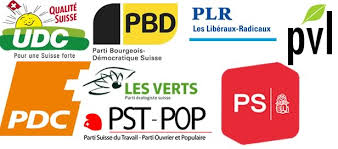 QUALITÉ
SUISSE
UDC
Pour une Suisse forte
PBD
Parti Bourgeois-
Démocratique Suisse
PLR
Les Libéraux-Radicaux
pvl
PDC
LES VERTS
Parti écologiste suisse
PST-POP
Parti Suisse du Travail - Parti Ouvrier et Populaire
PS